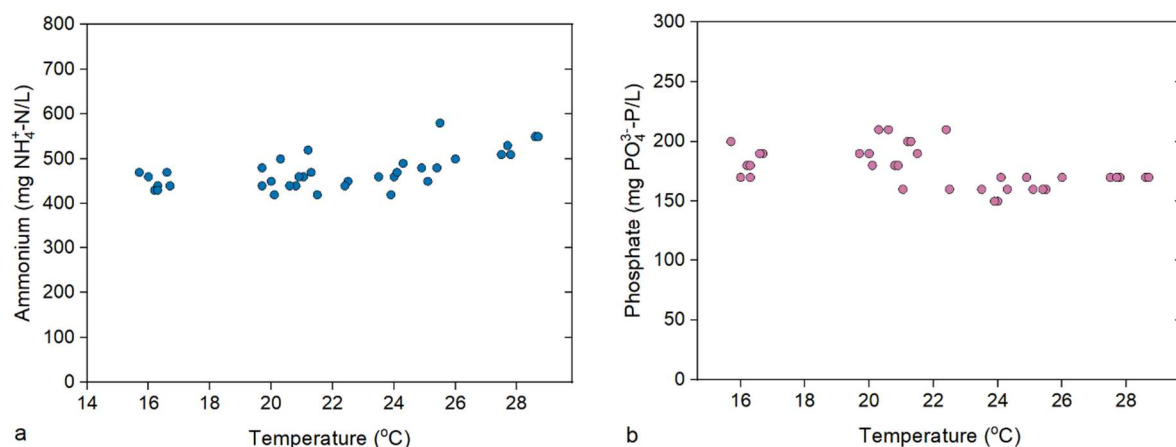 800
700
600
500
400
300
200
100
0
14 16 18 20 22 24 26 28
Ammonium (mg NH₄⁺-N/L)
Temperature (ºC)
a
300
250
200
150
100
50
0
16 18 20 22 24 26 28
Phosphate (mg PO₄³⁻-P/L)
Temperature (ºC)
b